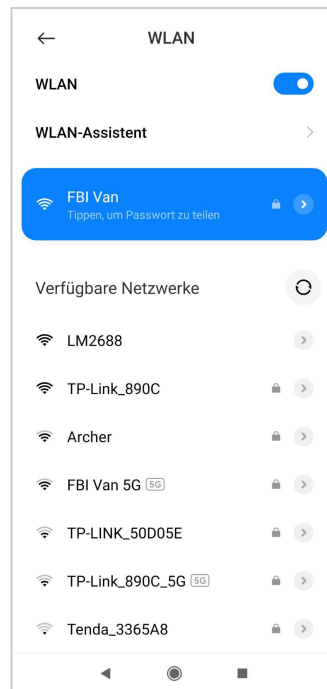 WLAN
WLAN
WLAN-Assistent
FBI Van
Tippen, um Passwort zu teilen
Verfügbare Netzwerke
LM2688
TP-Link_890C
Archer
FBI Van 5G 5G
TP-LINK_50D05E
TP-Link_890C_5G 5G
Tenda_3365A8